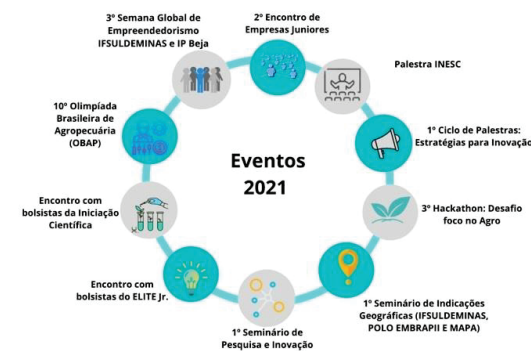 Eventos
2021
2º Encontro de
Empresas Juniores
Palestra INESC
1º Ciclo de Palestras:
Estratégias para Inovação
3º Hackathon: Desafio
foco no Agro
1º Seminário de Indicações
Geográficas (IFSULDEMINAS,
POLO EMBRAPII E MAPA)
1º Seminário de
Pesquisa e Inovação
Encontro com
bolsistas do ELITE Jr.
Encontro com
bolsistas da Iniciação
Científica
10º Olimpíada
Brasileira de
Agropecuária
(OBAP)
3º Semana Global de
Empreendedorismo
IFSULDEMINAS e IP Beja